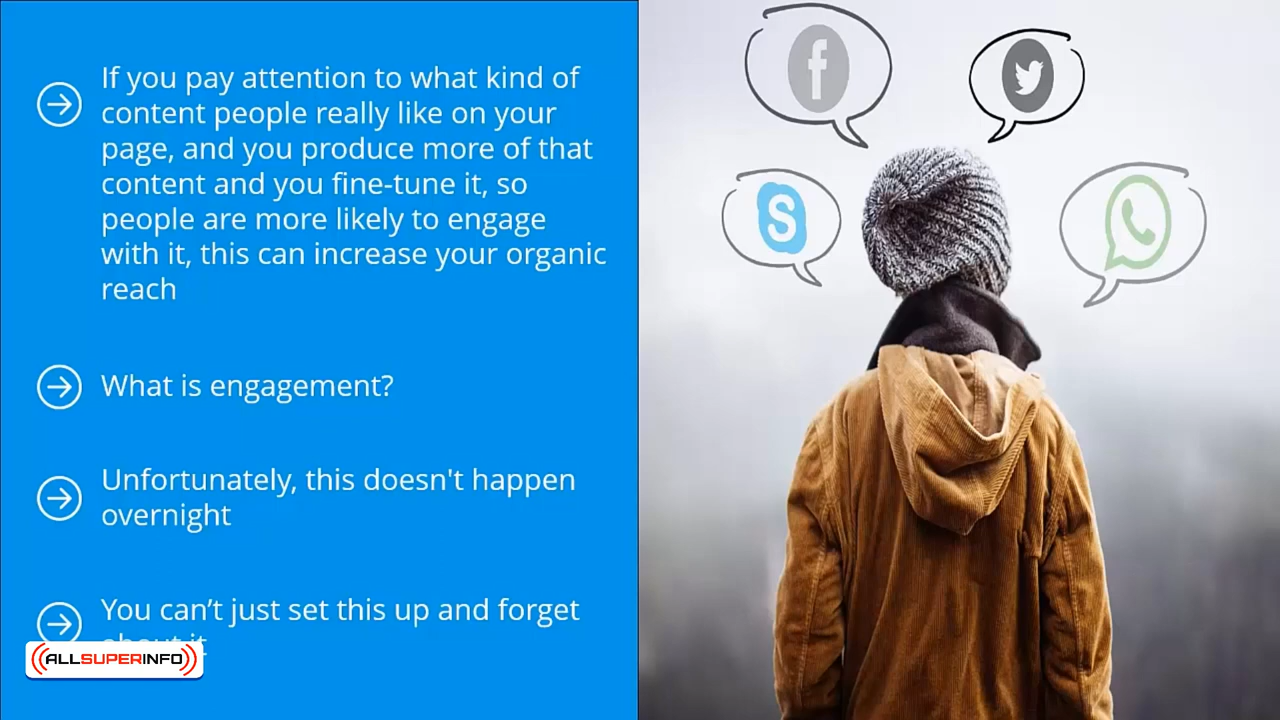 If you pay attention to what kind of
content people really like on your
page, and you produce more of that
content and you fine-tune it, so
people are more likely to engage
with it, this can increase your organic
reach
What is engagement?
Unfortunately, this doesn't happen
overnight
You can’t just set this up and forget
about it
ALLSUPERINFO